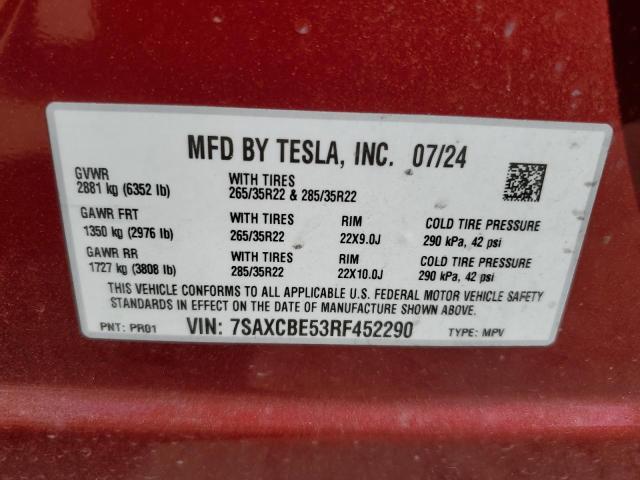 MFD BY TESLA, INC. 07/24
GVWR
2881 kg (6352 lb)
WITH TIRES
265/35R22 & 285/35R22
GAWR FRT
1350 kg (2976 lb)
WITH TIRES
265/35R22
RIM
22X9.0J
COLD TIRE PRESSURE
290 kPa, 42 psi
GAWR RR
1727 kg (3808 lb)
WITH TIRES
285/35R22
RIM
22X10.0J
COLD TIRE PRESSURE
290 kPa, 42 psi
THIS VEHICLE CONFORMS TO ALL APPLICABLE U.S. FEDERAL MOTOR VEHICLE SAFETY
STANDARDS IN EFFECT ON THE DATE OF MANUFACTURE SHOWN ABOVE.
PNT: PR01 VIN: 7SAXCBE53RF452290 TYPE: MPV